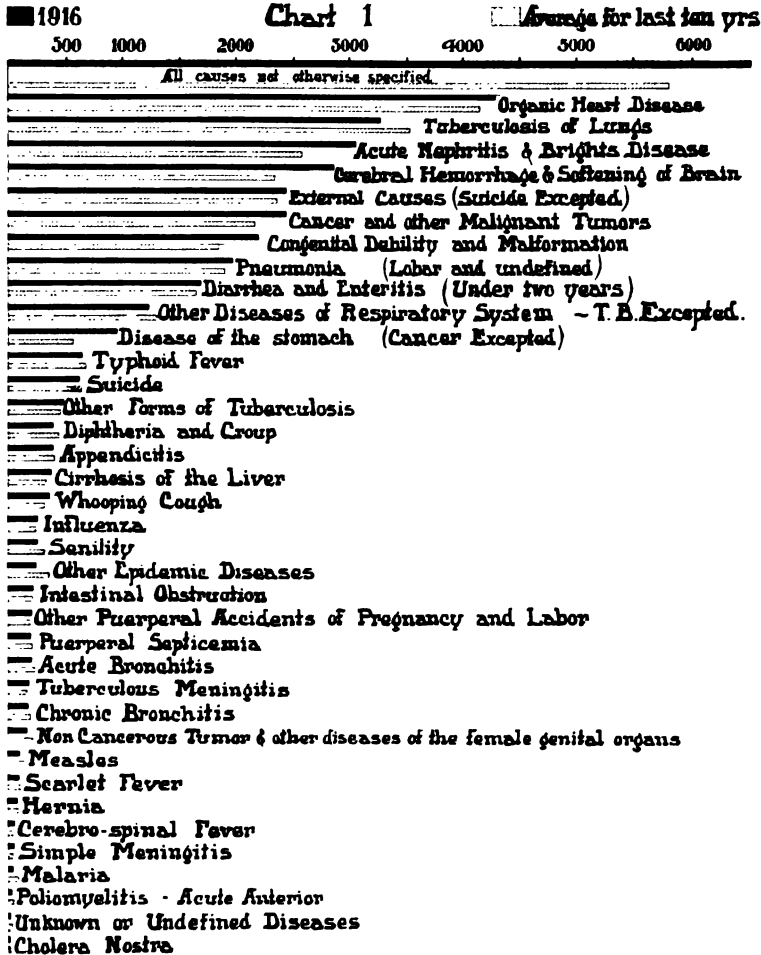 1916 Chart 1 Average for last ten yrs
500 1000 2000 3000 4000 5000 6000
All causes not otherwise specified
Organic Heart Disease
Tuberculosis of Lungs
Acute Nephritis & Brights Disease
Cerebral Hemorrhage & Softening of Brain
External Causes (Suicide Excepted)
Cancer and other Malignant Tumors
Congenital Debility and Malformation
Pneumonia (Lobar and undefined)
Diarrhea and Enteritis (Under two years)
Other Diseases of Respiratory System ~ T. B. Excepted.
Disease of the stomach (Cancer Excepted)
Typhoid Fever
Suicide
Other Forms of Tuberculosis
Diphtheria and Croup
Appendicitis
Cirrhosis of the Liver
Whooping Cough
Influenza
Senility
Other Epidemic Diseases
Intestinal Obstruction
Other Puerperal Accidents of Pregnancy and Labor
Puerperal Septicemia
Acute Bronchitis
Tuberculous Meningitis
Chronic Bronchitis
Non Cancerous Tumor & other diseases of the female genital organs
Measles
Scarlet Fever
Hernia
Cerebro-spinal Fever
Simple Meningitis
Malaria
Poliomyelitis - Acute Anterior
Unknown or Undefined Diseases
Cholera Nostra